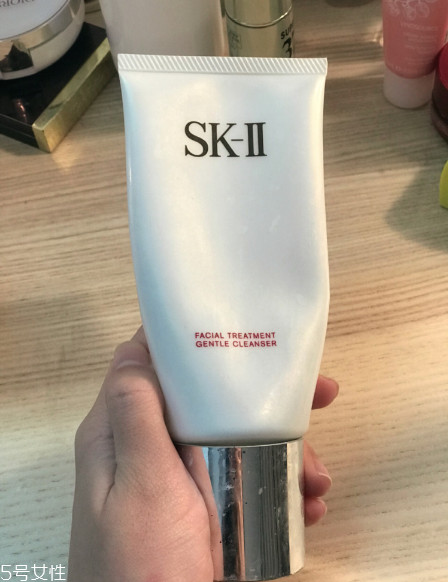 SK-II
FACIAL TREATMENT
GENTLE CLEANSER
5号女性